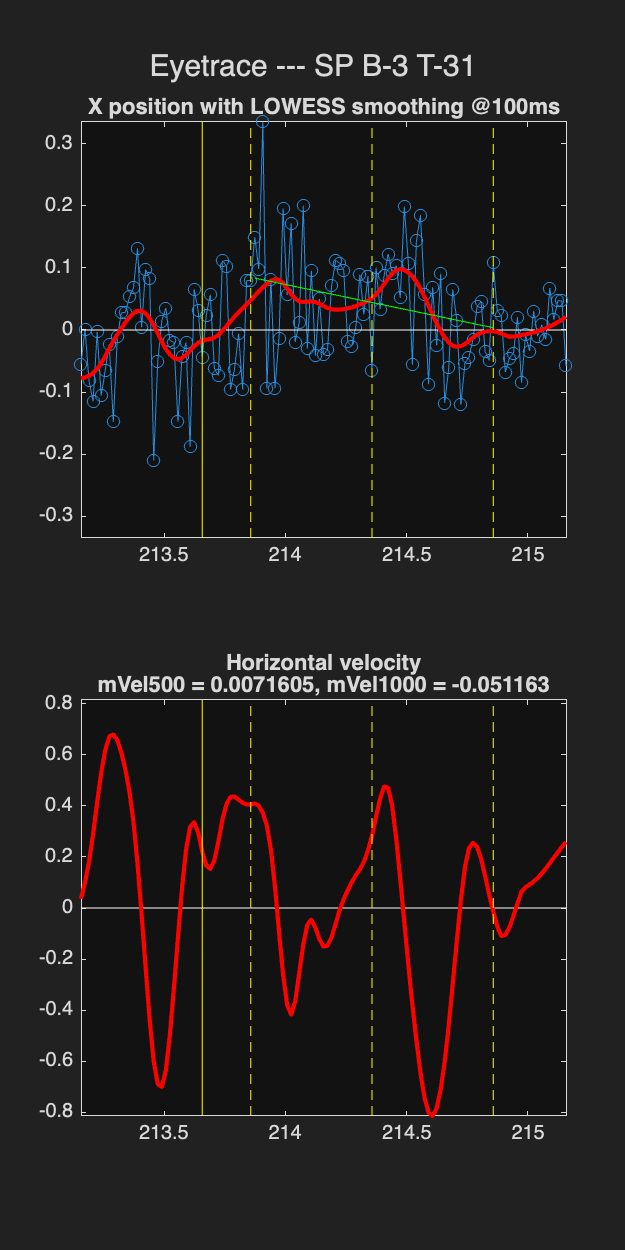 Eyetrace --- SP B-3 T-31
X position with LOWESS smoothing @100ms
0.3
0.2
0.1
0
-0.1
-0.2
-0.3
213.5 214 214.5 215
Horizontal velocity
mVel500 = 0.0071605, mVel1000 = -0.051163
0.8
0.6
0.4
0.2
0
-0.2
-0.4
-0.6
-0.8
213.5 214 214.5 215